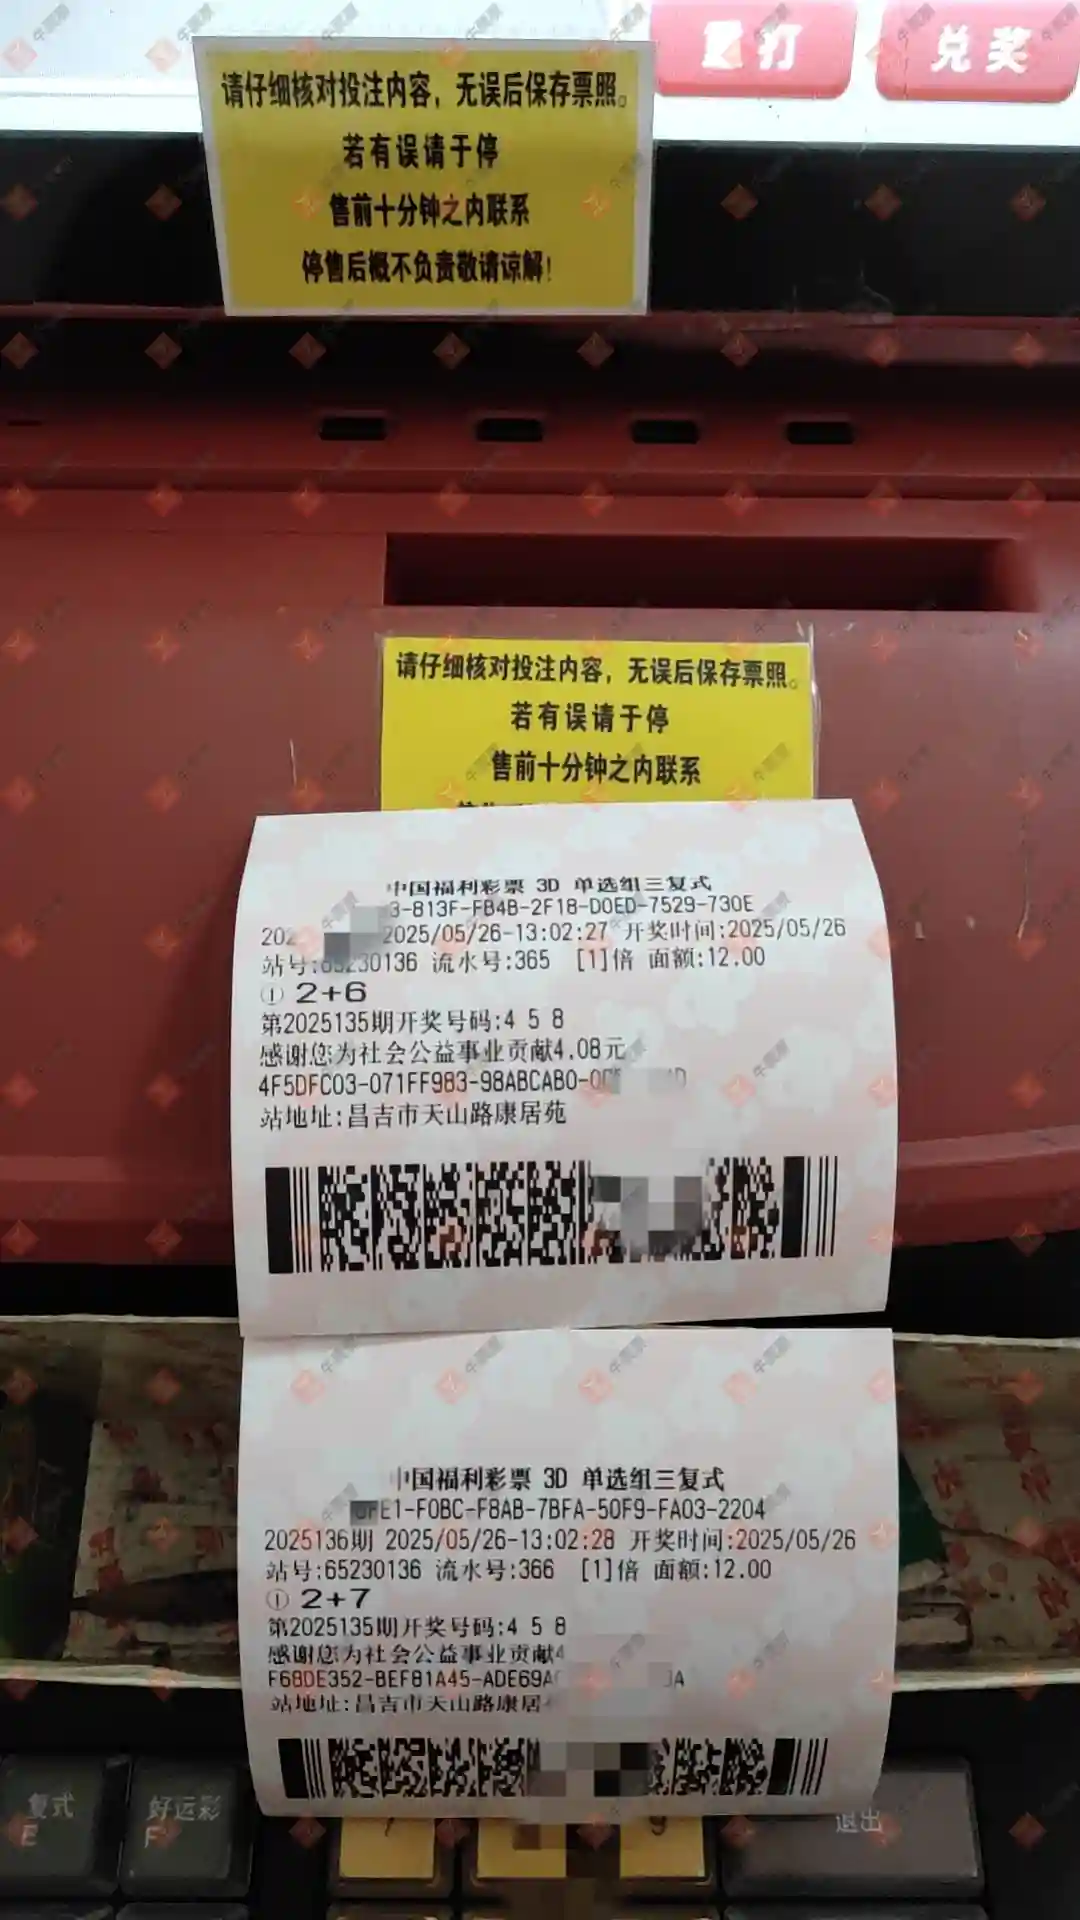 重打
兑奖
请仔细核对投注内容，无误后保存票照。
若有误请于停
售前十分钟之内联系
停售后概不负责敬请谅解！
请仔细核对投注内容，无误后保存票照。
若有误请于停
售前十分钟之内联系
中国福利彩票 3D 单选组三复式
3-813F-FB4B-2F18-D0ED-7529-730E
202 2025/05/26-13:02:27 开奖时间:2025/05/26
站号:65230136 流水号:365 [1]倍 面额:12.00
① 2+6
第2025135期开奖号码:4 5 8
感谢您为社会公益事业贡献4.08元
4F5DFC03-071FF983-98ABCAB0-0
站地址:昌吉市天山路康居苑
中国福利彩票 3D 单选组三复式
E1-F0BC-F8AB-7BFA-50F9-FA03-2204
2025136期 2025/05/26-13:02:28 开奖时间:2025/05/26
站号:65230136 流水号:366 [1]倍 面额:12.00
① 2+7
第2025135期开奖号码:4 5 8
感谢您为社会公益事业贡献4
F68DE352-BEF81A45-ADE69A
站地址:昌吉市天山路康居
复式
E
好运彩
F
9
退出